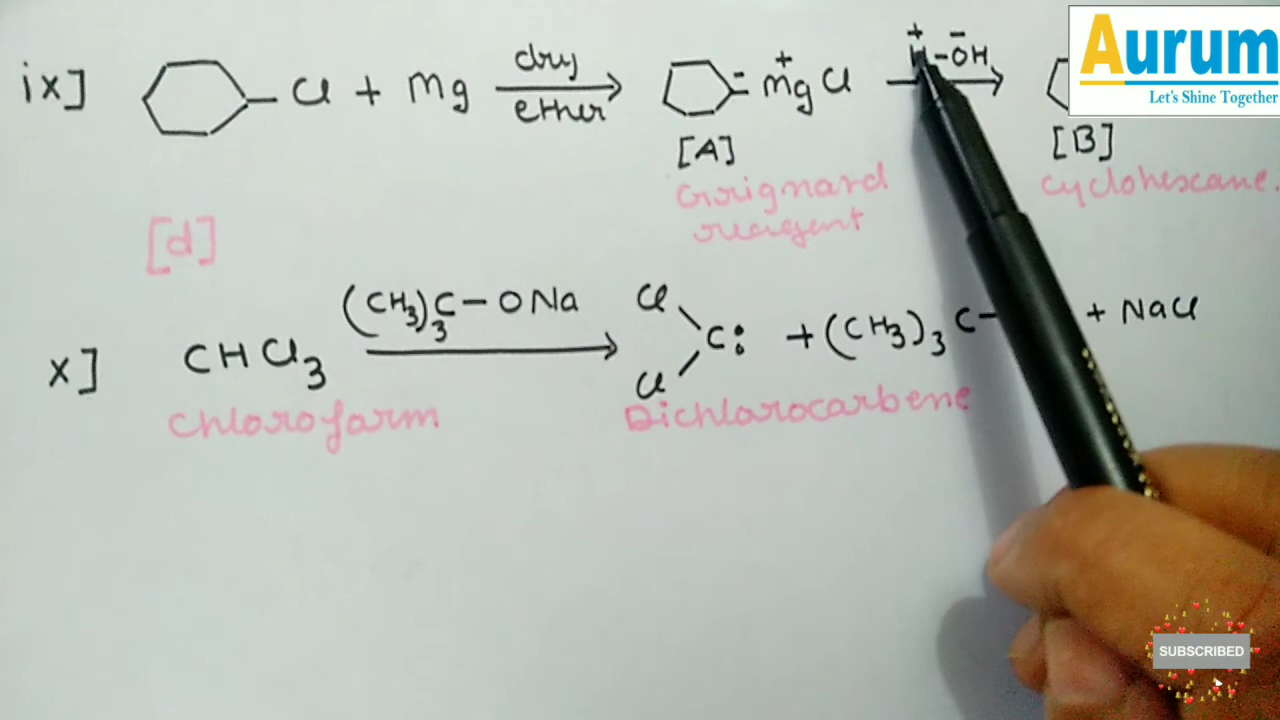 ix] -Cl + Mg dry ether - + MgCl + - H-OH
[A] [B]
Grignard reagent Cyclohexane.
[d]
x] CHCl3 (CH3)3C-ONa Cl Cl C: + (CH3)3C- + NaCl
Chloroform Dichlorocarbene
Aurum
Let's Shine Together
SUBSCRIBED